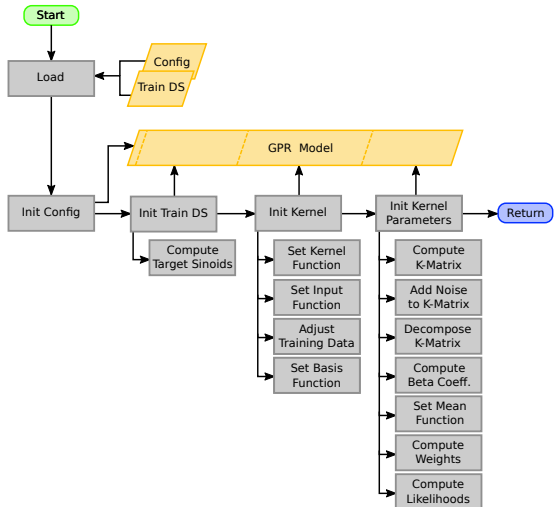 Start
Load
Config
Train DS
GPR Model
Init Config
Init Train DS
Init Kernel
Init Kernel
Parameters
Return
Compute
Target Sinoids
Set Kernel
Function
Set Input
Function
Adjust
Training Data
Set Basis
Function
Compute
K-Matrix
Add Noise
to K-Matrix
Decompose
K-Matrix
Compute
Beta Coeff.
Set Mean
Function
Compute
Weights
Compute
Likelihoods